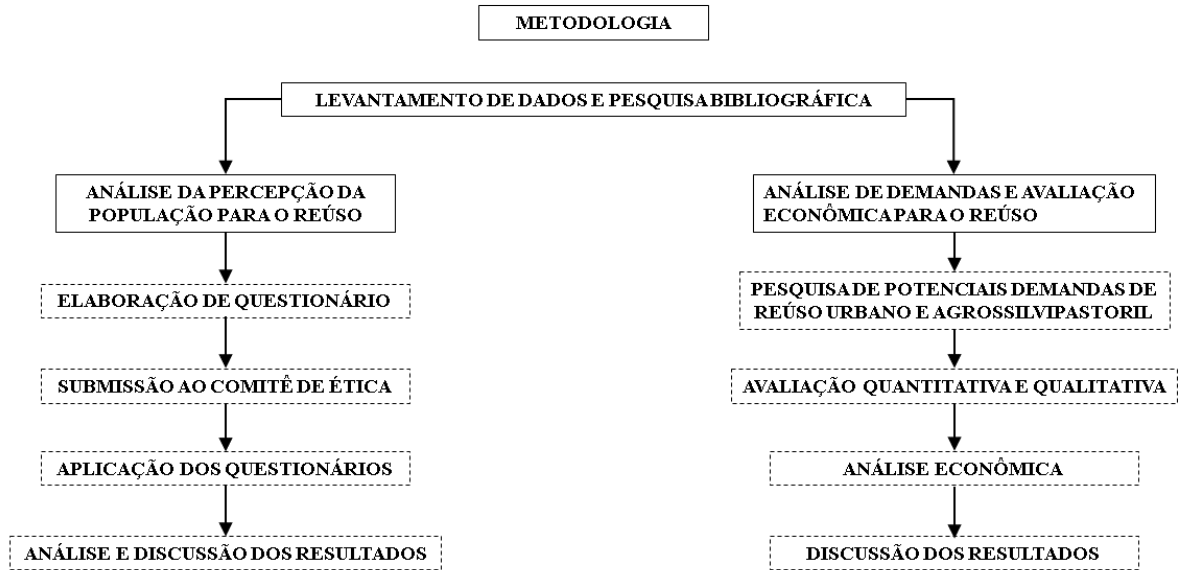 METODOLOGIA
LEVANTAMENTO DE DADOS E PESQUISA BIBLIOGRÁFICA
ANÁLISE DA PERCEPÇÃO DA
POPULAÇÃO PARA O REÚSO
ELABORAÇÃO DE QUESTIONÁRIO
SUBMISSÃO AO COMITÊ DE ÉTICA
APLICAÇÃO DOS QUESTIONÁRIOS
ANÁLISE E DISCUSSÃO DOS RESULTADOS
ANÁLISE DE DEMANDAS E AVALIAÇÃO
ECONÔMICA PARA O REÚSO
PESQUISA DE POTENCIAIS DEMANDAS DE
REÚSO URBANO E AGROSSILVIPASTORIL
AVALIAÇÃO QUANTITATIVA E QUALITATIVA
ANÁLISE ECONÔMICA
DISCUSSÃO DOS RESULTADOS